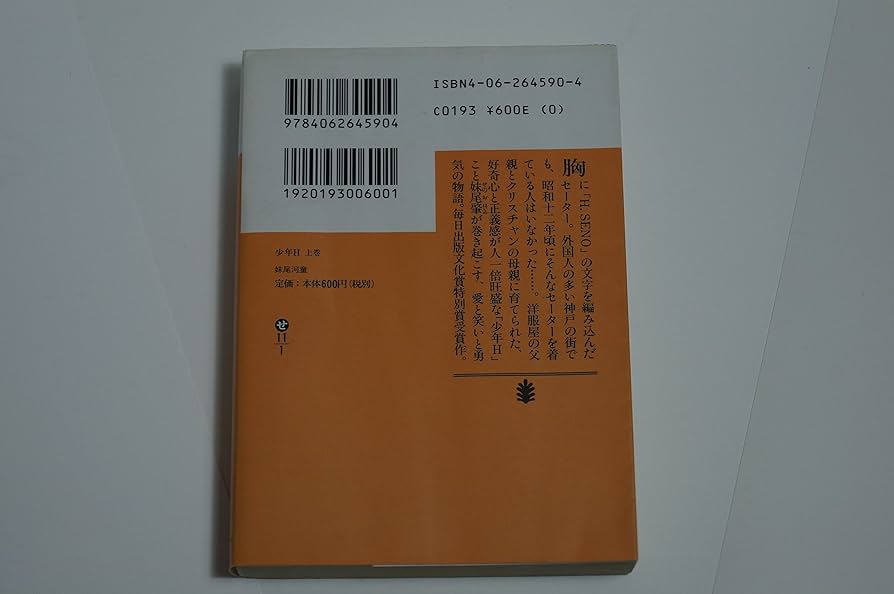 ISBN4-06-264590-4
C0193 ¥600E (0)
9784062645904
1920193006001
胸に「H. SENO」の文字を編み込んだ
セーター。外国人の多い神戸の街で
も、昭和十二年頃にそんなセーターを着
ている人はいなかった……。洋服屋の父
親とクリスチャンの母親に育てられた、
好奇心と正義感が人一倍旺盛な「少年H」
こと妹尾肇が巻き起こす、愛と笑いと勇
気の物語。毎日出版文化賞特別賞受賞作。
少年H 上巻
妹尾河童
定価:本体600円(税別)
せ
11
1